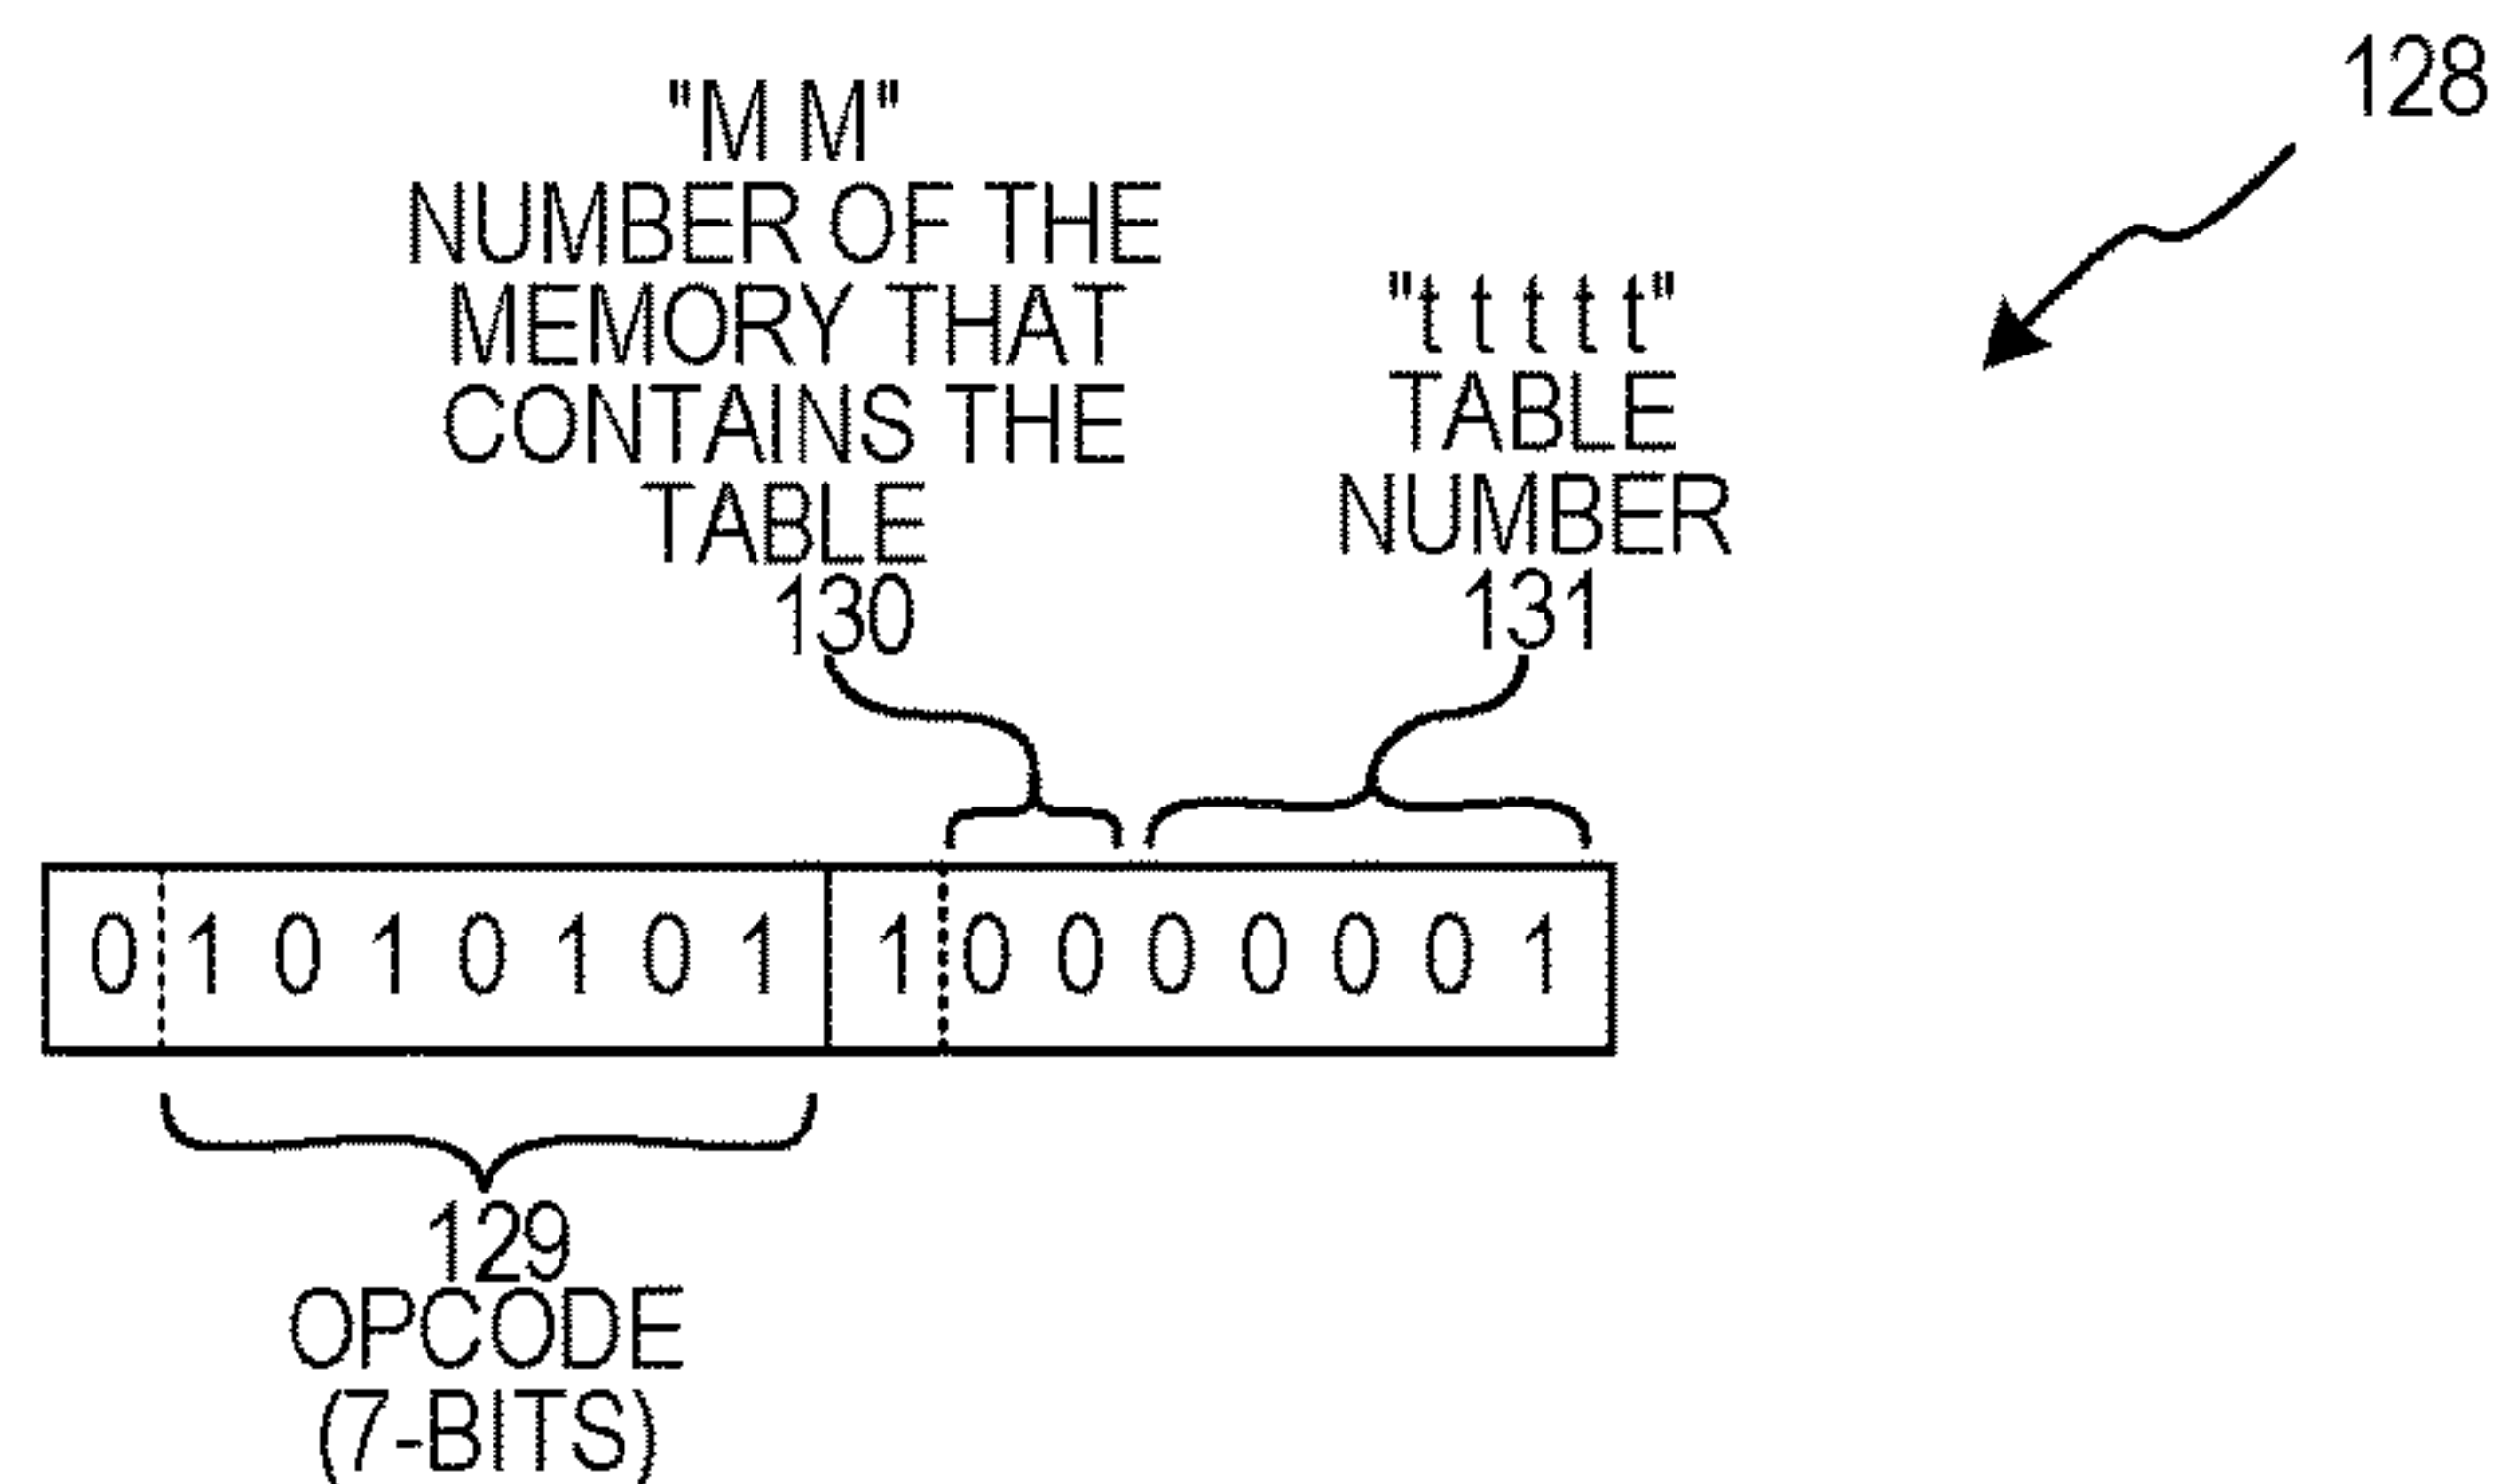 128
"M M"
NUMBER OF THE
MEMORY THAT
CONTAINS THE
TABLE
130
"t t t t t"
TABLE
NUMBER
131
0 1 0 1 0 1 0 1 1 0 0 0 0 0 0 1
129
OPCODE
(7-BITS)